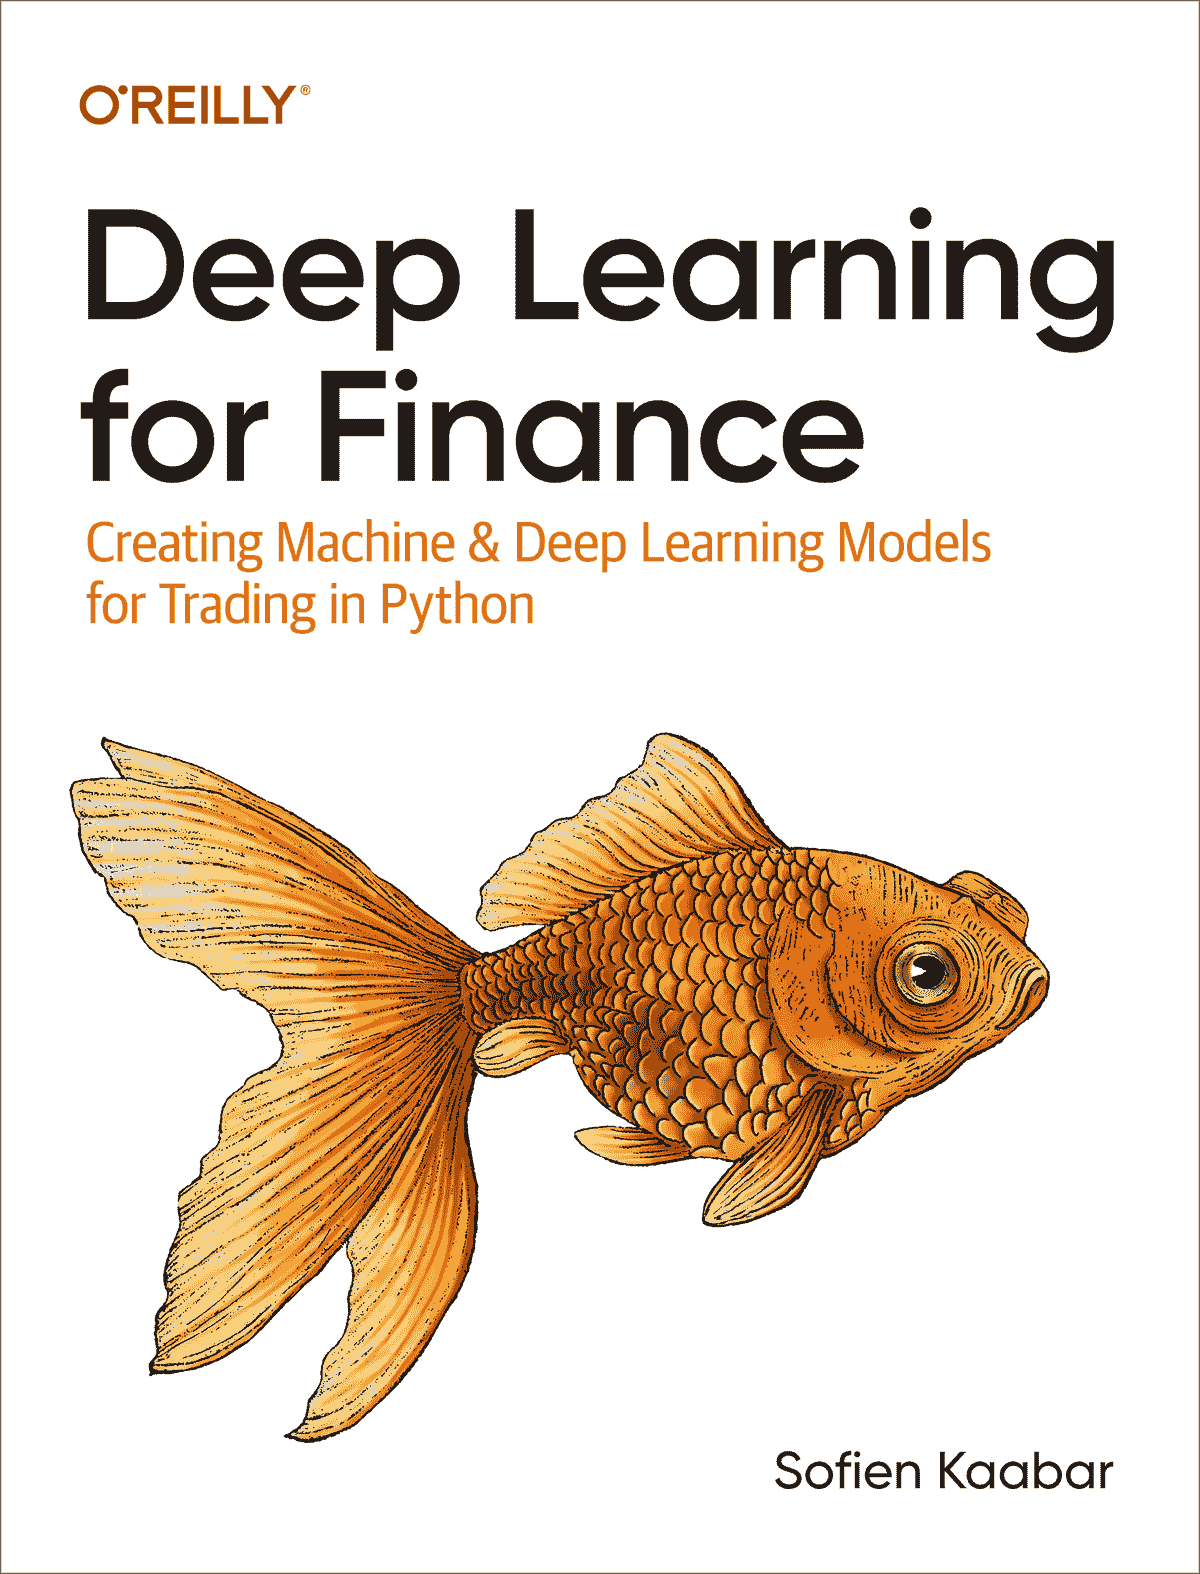 O'REILLY®
Deep Learning
for Finance
Creating Machine & Deep Learning Models
for Trading in Python
Sofien Kaabar